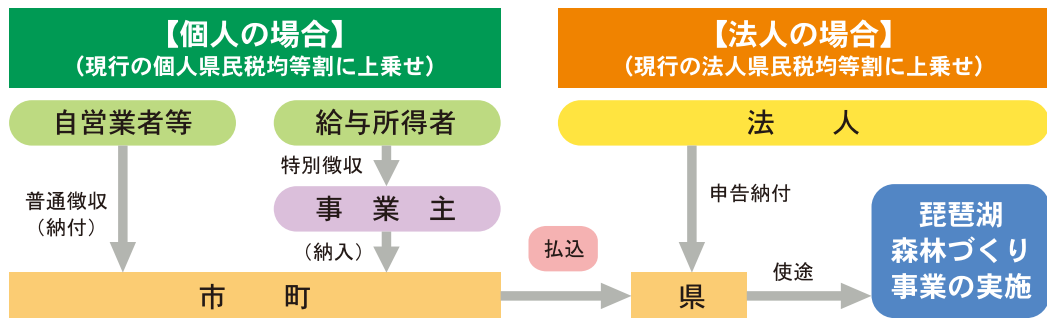 【個人の場合】
（現行の個人県民税均等割に上乗せ）
自営業者等
給与所得者
特別徴収
普通徴収
（納付）
事業主
（納入）
市町
払込
【法人の場合】
（現行の法人県民税均等割に上乗せ）
法人
申告納付
県
使途
琵琶湖
森林づくり
事業の実施